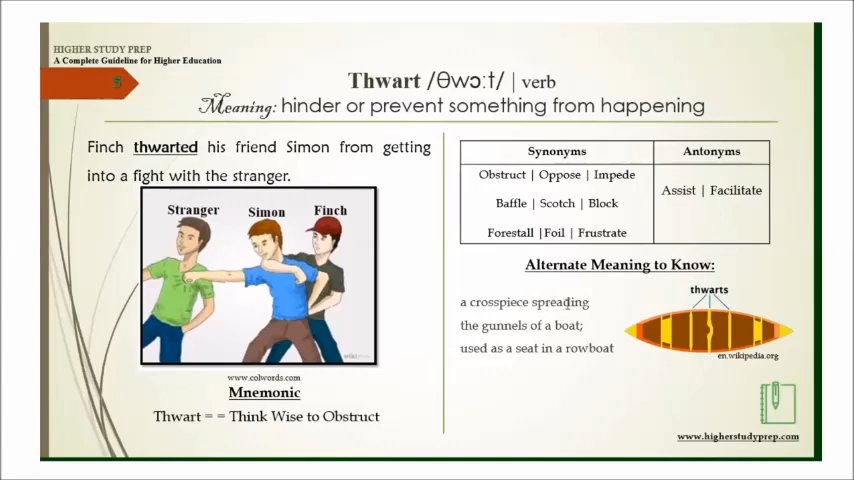 HIGHER STUDY PREP
A Complete Guideline for Higher Education
5
Thwart /θwɔːt/ | verb
Meaning: hinder or prevent something from happening
Finch thwarted his friend Simon from getting
into a fight with the stranger.
Stranger Simon Finch
wikiHow
www.colwords.com
Mnemonic
Thwart = = Think Wise to Obstruct
Synonyms Antonyms
Obstruct | Oppose | Impede
Baffle | Scotch | Block
Forestall |Foil | Frustrate
Assist | Facilitate
Alternate Meaning to Know:
a crosspiece spreading
the gunnels of a boat;
used as a seat in a rowboat
thwarts
en.wikipedia.org
www.higherstudyprep.com